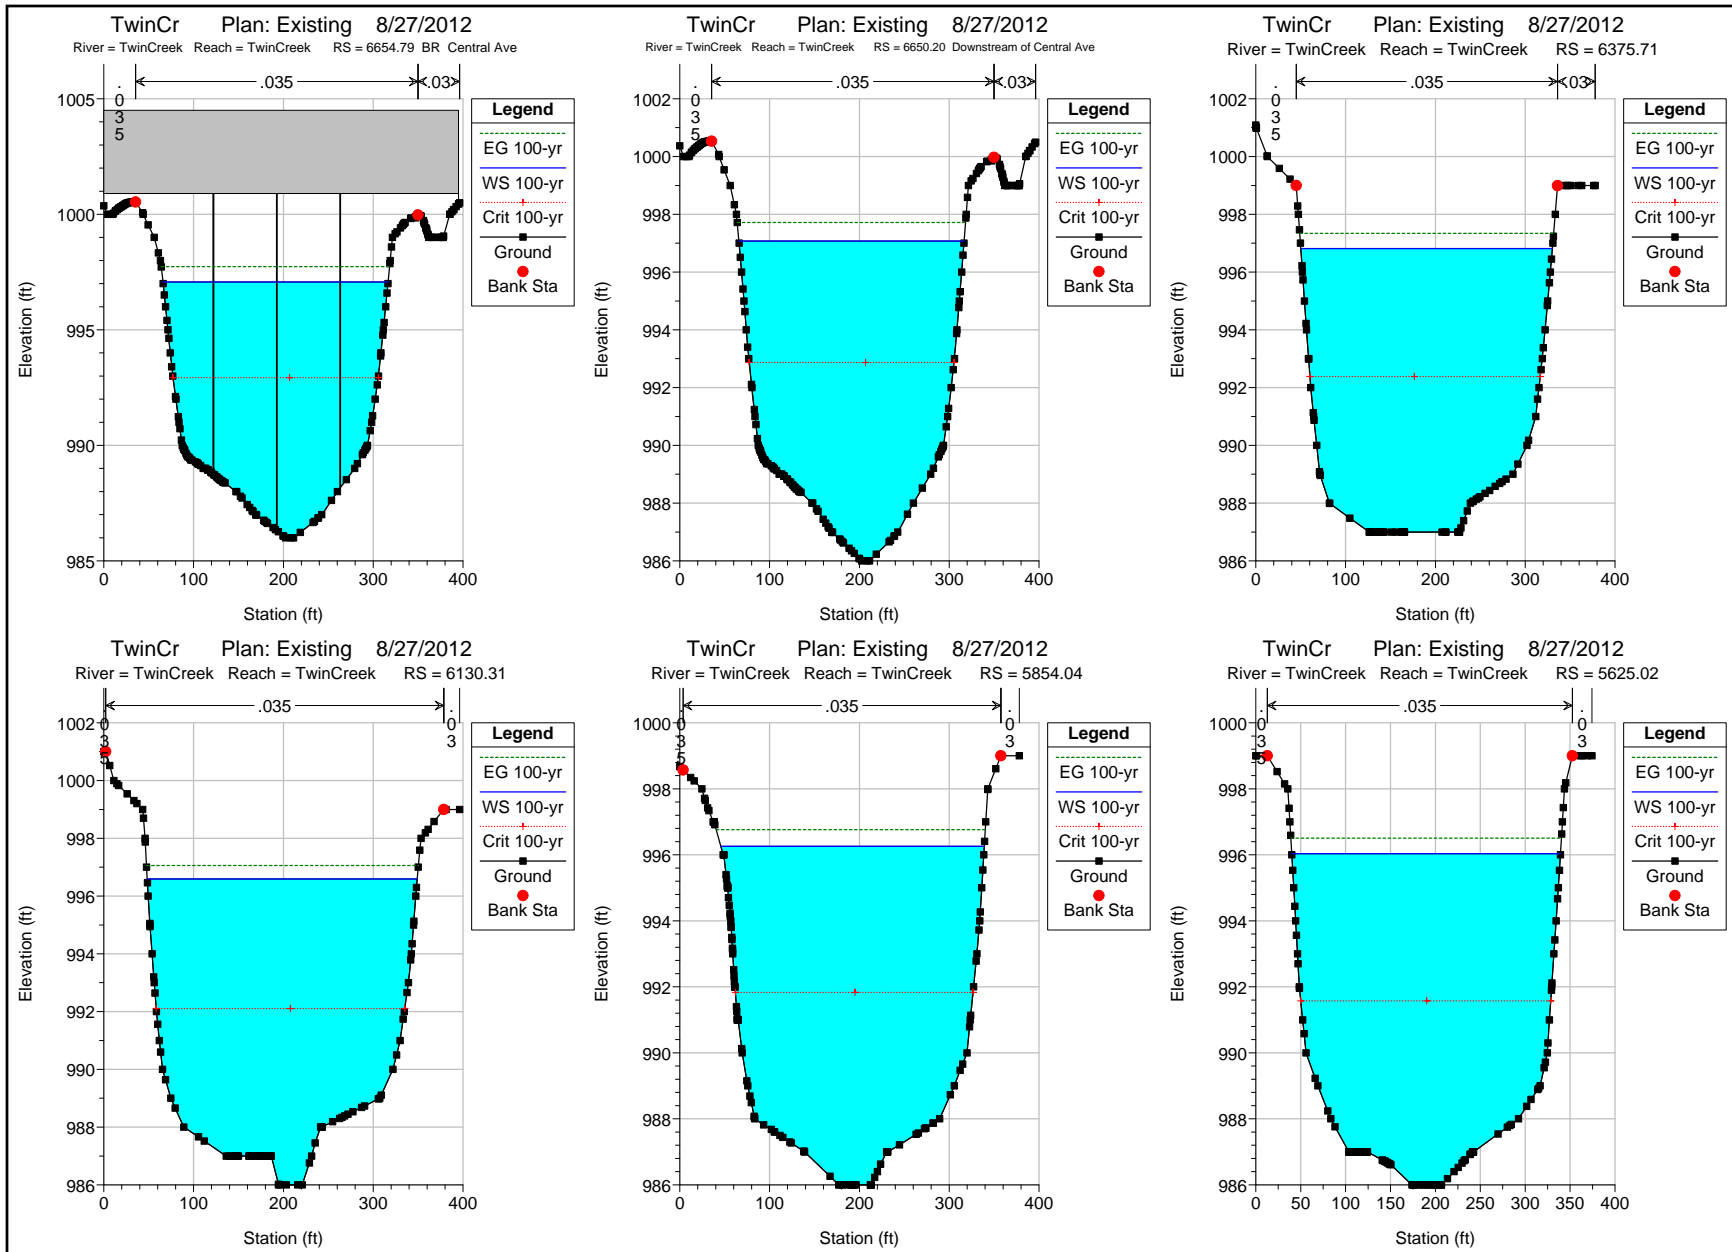 TwinCr Plan: Existing 8/27/2012
River = TwinCreek Reach = TwinCreek RS = 6654.79 BR Central Ave
.035
.035
.03
1005
1000
995
990
985
0 100 200 300 400
Elevation (ft)
Station (ft)
Legend
EG 100-yr
WS 100-yr
Crit 100-yr
Ground
Bank Sta
TwinCr Plan: Existing 8/27/2012
River = TwinCreek Reach = TwinCreek RS = 6650.20 Downstream of Central Ave
.035
.035
.03
1002
1000
998
996
994
992
990
988
986
0 100 200 300 400
Elevation (ft)
Station (ft)
Legend
EG 100-yr
WS 100-yr
Crit 100-yr
Ground
Bank Sta
TwinCr Plan: Existing 8/27/2012
River = TwinCreek Reach = TwinCreek RS = 6375.71
.035
.035
.03
1002
1000
998
996
994
992
990
988
986
0 100 200 300 400
Elevation (ft)
Station (ft)
Legend
EG 100-yr
WS 100-yr
Crit 100-yr
Ground
Bank Sta
TwinCr Plan: Existing 8/27/2012
River = TwinCreek Reach = TwinCreek RS = 6130.31
.035
.035
.03
1002
1000
998
996
994
992
990
988
986
0 100 200 300 400
Elevation (ft)
Station (ft)
Legend
EG 100-yr
WS 100-yr
Crit 100-yr
Ground
Bank Sta
TwinCr Plan: Existing 8/27/2012
River = TwinCreek Reach = TwinCreek RS = 5854.04
.035
.035
.03
1000
998
996
994
992
990
988
986
0 100 200 300 400
Elevation (ft)
Station (ft)
Legend
EG 100-yr
WS 100-yr
Crit 100-yr
Ground
Bank Sta
TwinCr Plan: Existing 8/27/2012
River = TwinCreek Reach = TwinCreek RS = 5625.02
.035
.035
.03
1000
998
996
994
992
990
988
986
0 50 100 150 200 250 300 350 400
Elevation (ft)
Station (ft)
Legend
EG 100-yr
WS 100-yr
Crit 100-yr
Ground
Bank Sta